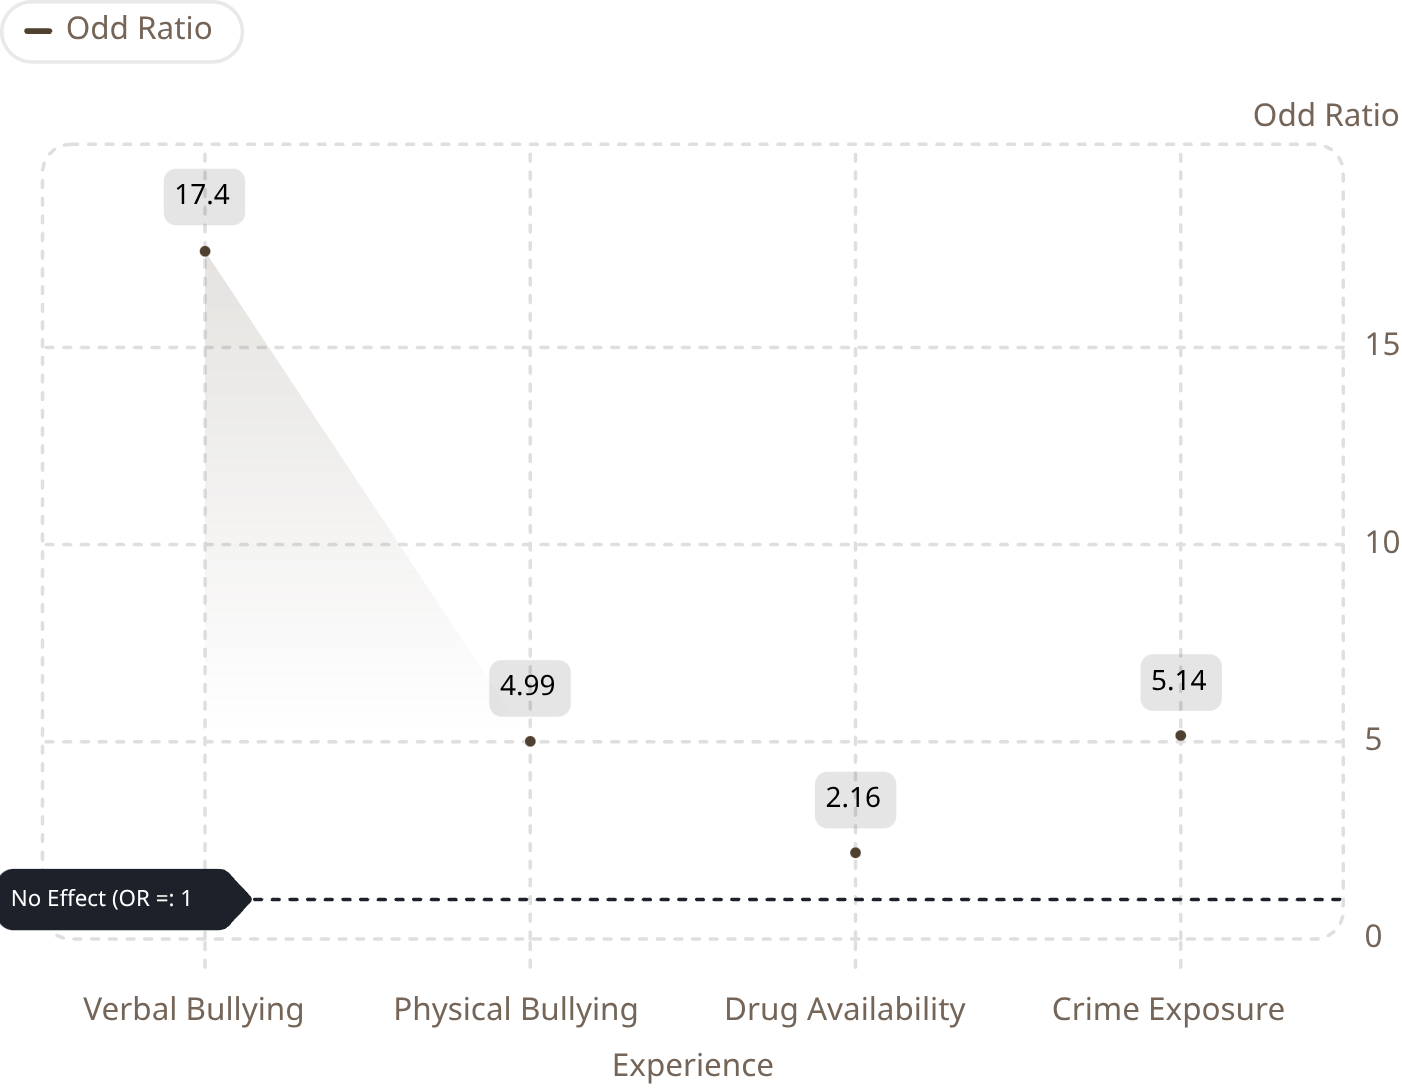 Odd Ratio
Odd Ratio
17.4
15
10
4.99
5.14
5
2.16
No Effect (OR =: 1
0
Verbal Bullying Physical Bullying Drug Availability Crime Exposure
Experience